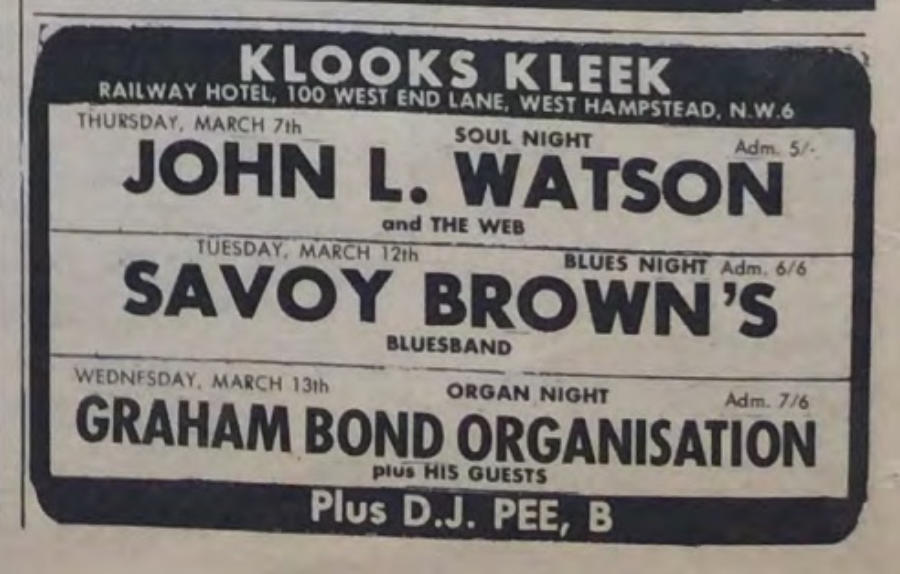 KLOOKS KLEEK
RAILWAY HOTEL, 100 WEST END LANE, WEST HAMPSTEAD, N.W.6
THURSDAY, MARCH 7th SOUL NIGHT Adm. 5/-
JOHN L. WATSON
and THE WEB
TUESDAY, MARCH 12th BLUES NIGHT Adm. 6/6
SAVOY BROWN'S
BLUESBAND
WEDNESDAY, MARCH 13th ORGAN NIGHT Adm. 7/6
GRAHAM BOND ORGANISATION
plus HIS GUESTS
Plus D.J. PEE, B